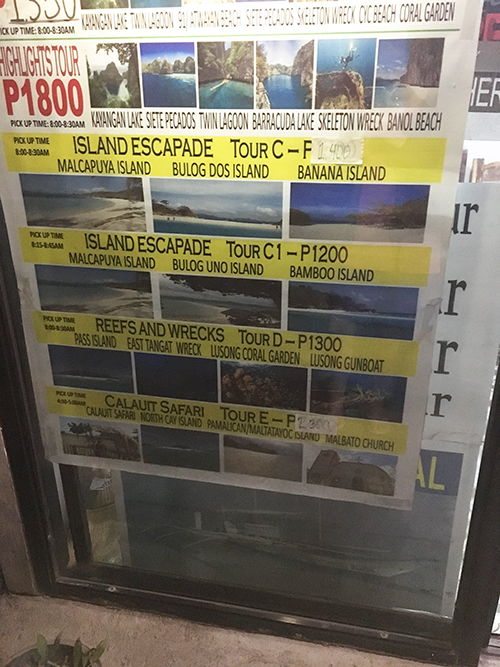 1350
KAYANGAN LAKE TWIN LAGOON BEACH SIETE PECADOS SKELETON WRECK CYC BEACH CORAL GARDEN
PICK UP TIME: 8:00-8:30AM
HIGHLIGHTS TOUR
P1800
PICK UP TIME: 8:00-8:30AM
KAYANGAN LAKE SIETE PECADOS TWIN LAGOON BARRACUDA LAKE SKELETON WRECK BANOL BEACH
PICK UP TIME
8:00-8:30AM
ISLAND ESCAPADE TOUR C - P 1,400
MALCAPUYA ISLAND BULOG DOS ISLAND BANANA ISLAND
PICK UP TIME
8:15-8:45AM
ISLAND ESCAPADE TOUR C1 - P1200
MALCAPUYA ISLAND BULOG UNO ISLAND BAMBOO ISLAND
PICK UP TIME
REEFS AND WRECKS TOUR D - P1300
PASS ISLAND EAST TANGAT WRECK LUSONG CORAL GARDEN LUSONG GUNBOAT
PICK UP TIME
CALAUIT SAFARI TOUR E - P2,300
CALAUIT SAFARI NORTH CAY ISLAND PAMALICAN/MALTATAYOC ISLAND MALBATO CHURCH
HER
ur
r
r
r
AL